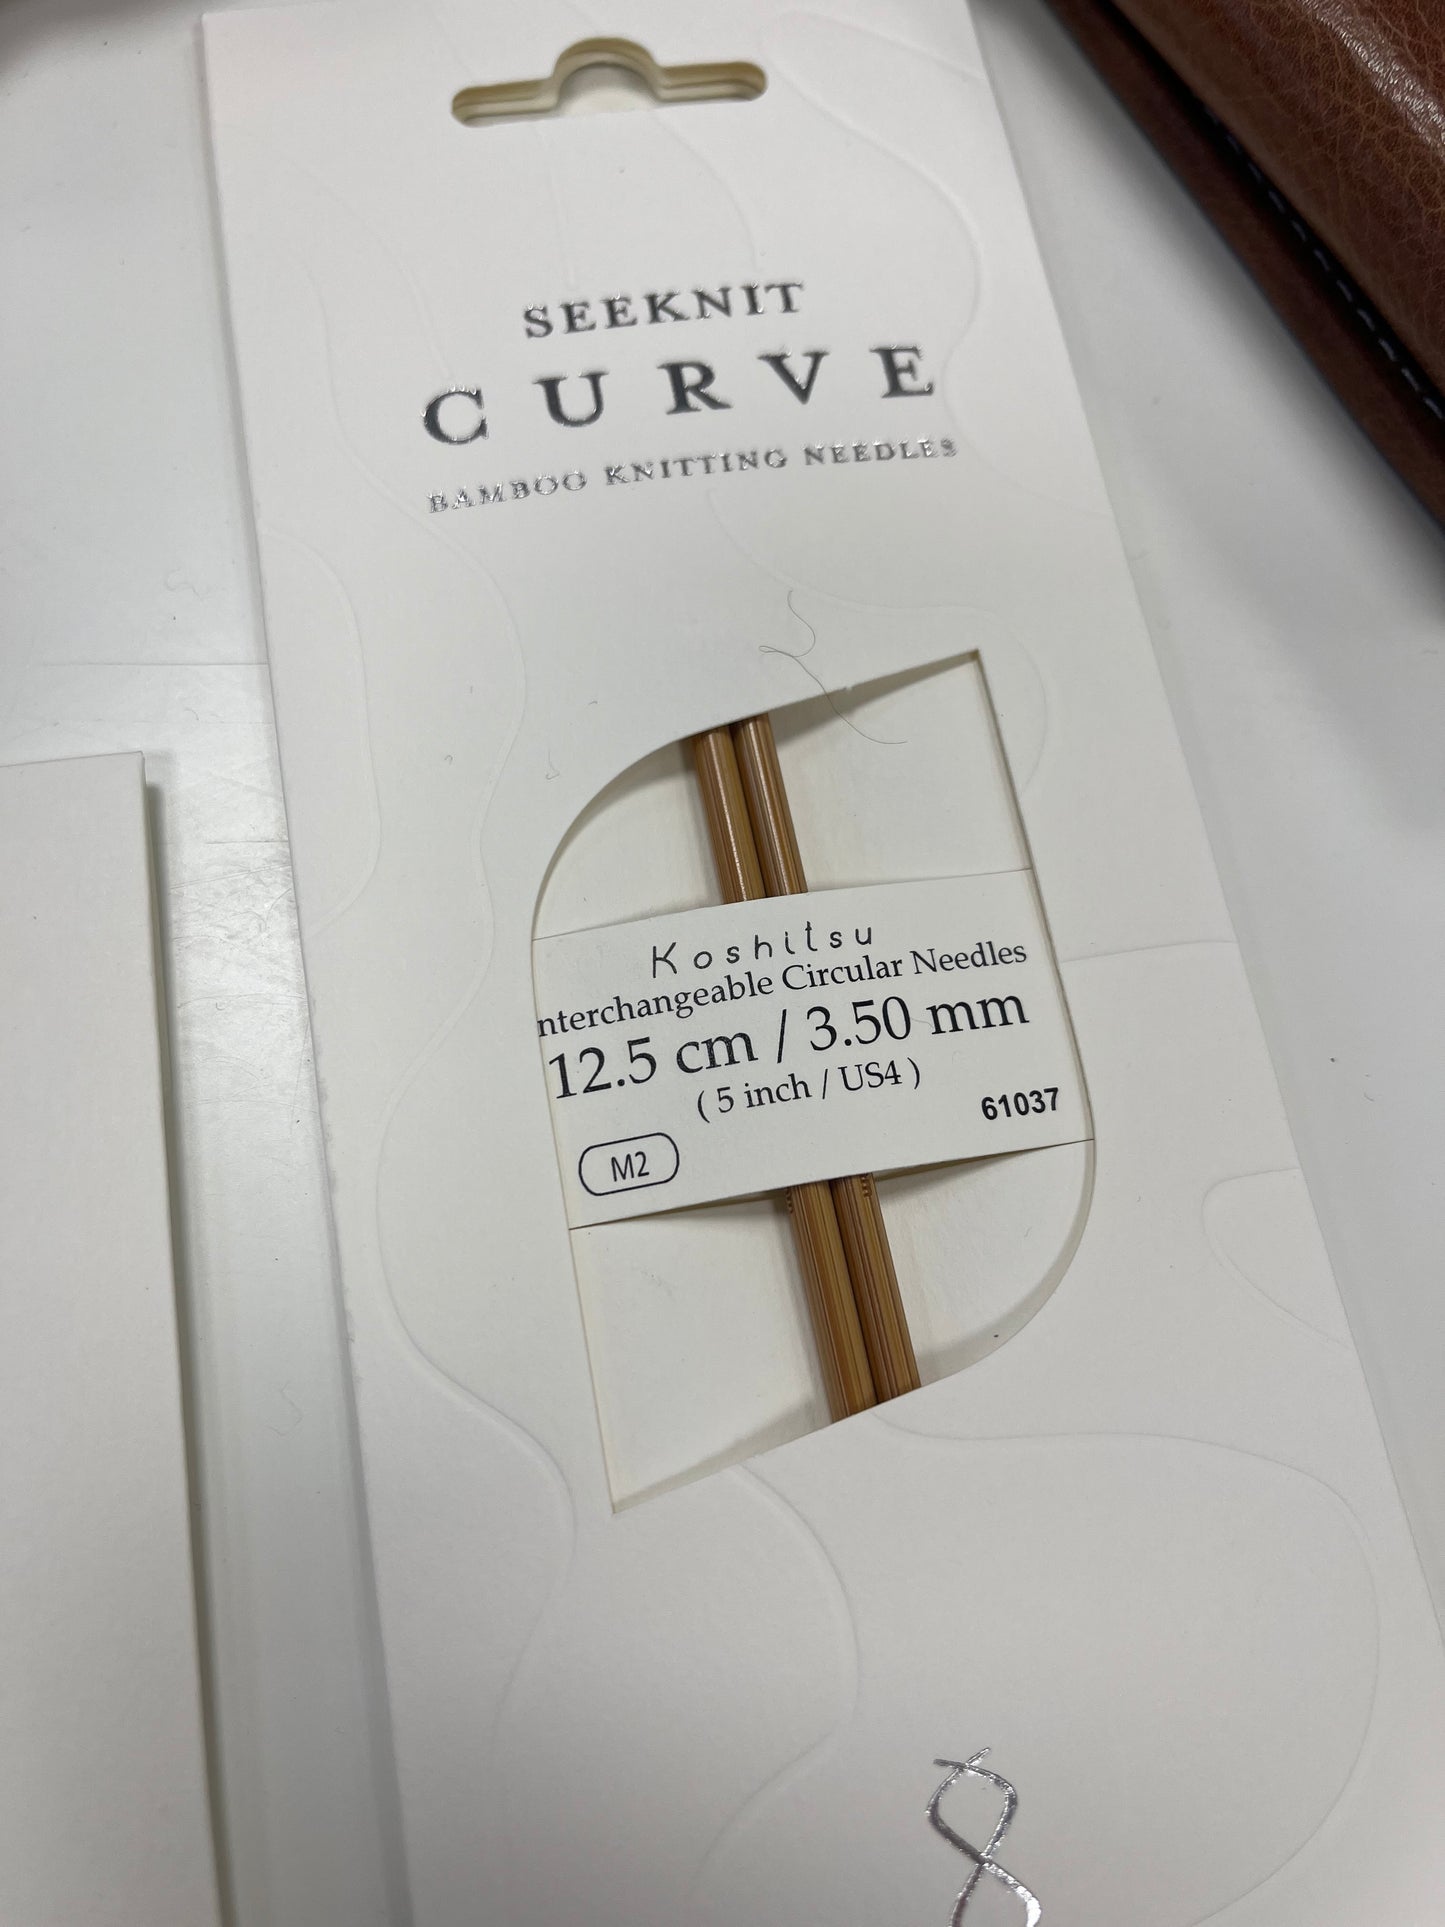 SEEKNIT
CURVE
BAMBOO KNITTING NEEDLES
Koshitsu
nterchangeable Circular Needles
12.5 cm / 3.50 mm
( 5 inch / US4 )
61037
M2